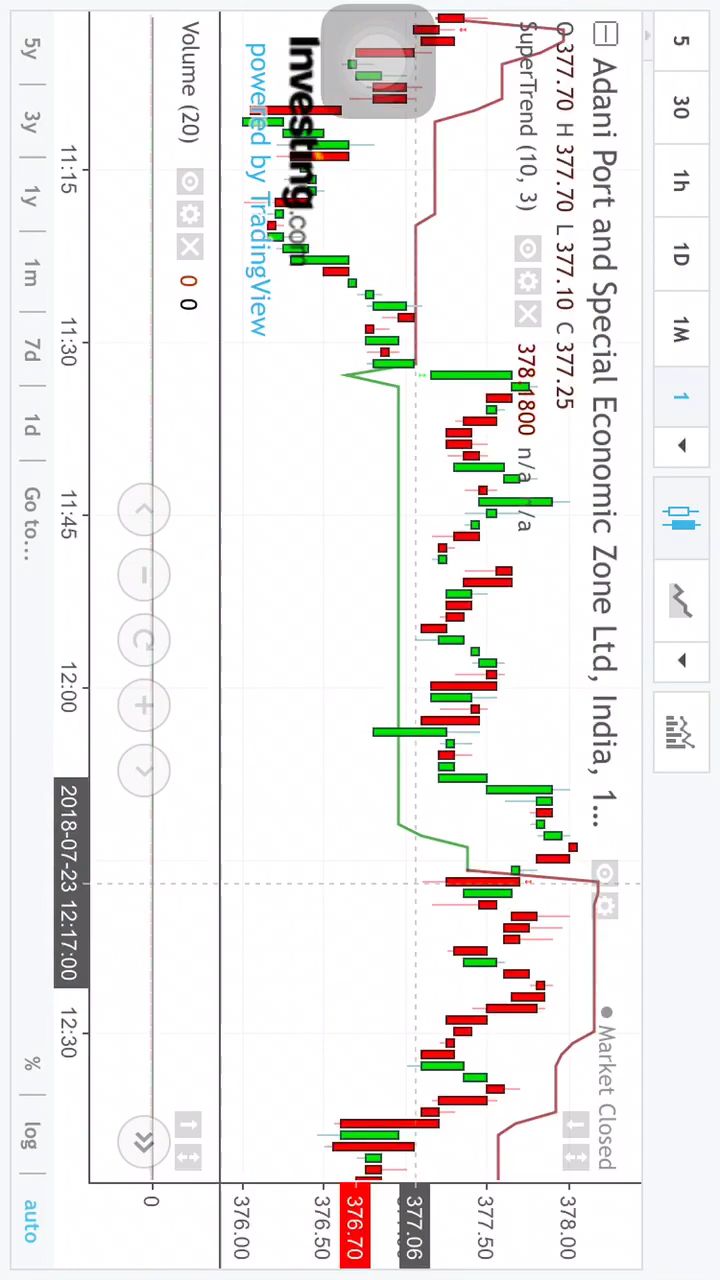 5 30 1h 1D 1M 1
Adani Port and Special Economic Zone Ltd, India, 1...
O 377.70 H 377.70 L 377.10 C 377.25
SuperTrend (10, 3) 378.1800 n/a n/a
Market Closed
Investing.com
powered by TradingView
Volume (20) 0 0
378.00
377.50
377.06
376.70
376.50
376.00
0
11:15 11:30 11:45 12:00 2018-07-23 12:17:00 12:30
5y 3y 1y 1m 7d 1d Go to... % log auto